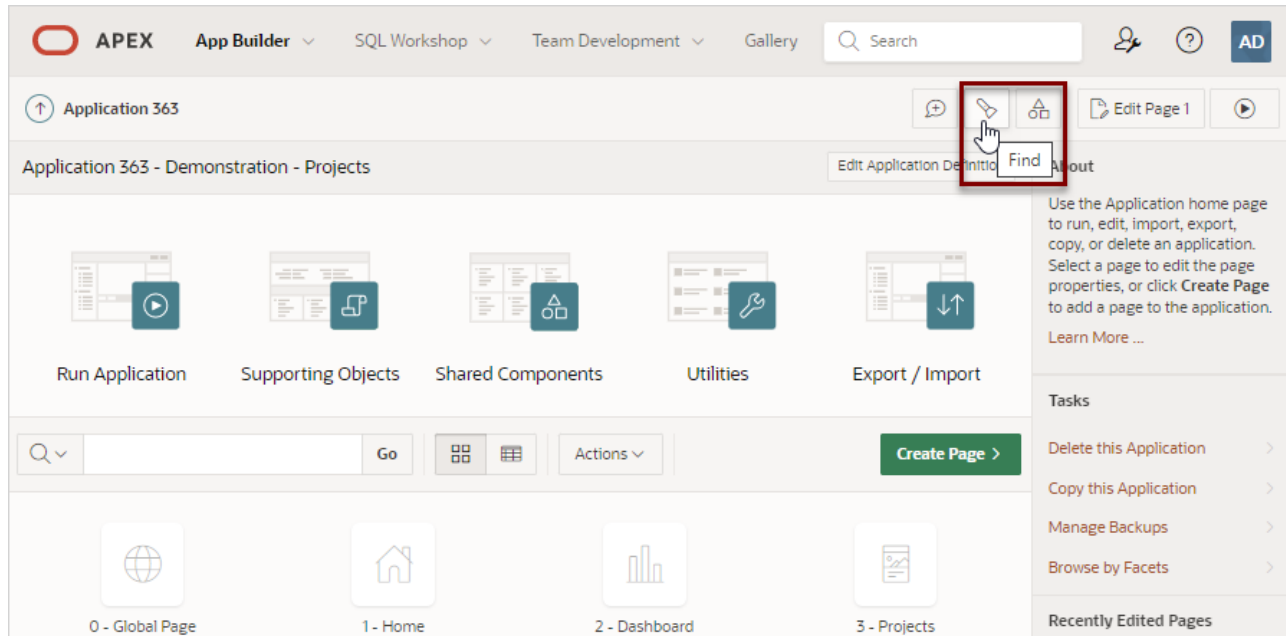 APEX App Builder SQL Workshop Team Development Gallery Search AD
Application 363 Edit Page 1
Find
Application 363 - Demonstration - Projects Edit Application
About
Use the Application home page
to run, edit, import, export,
copy, or delete an application.
Select a page to edit the page
properties, or click Create Page
to add a page to the application.
Learn More ...
Run Application Supporting Objects Shared Components Utilities Export / Import
Tasks
Go Actions Create Page
Delete this Application
Copy this Application
Manage Backups
Browse by Facets
Recently Edited Pages
0 - Global Page 1 - Home 2 - Dashboard 3 - Projects